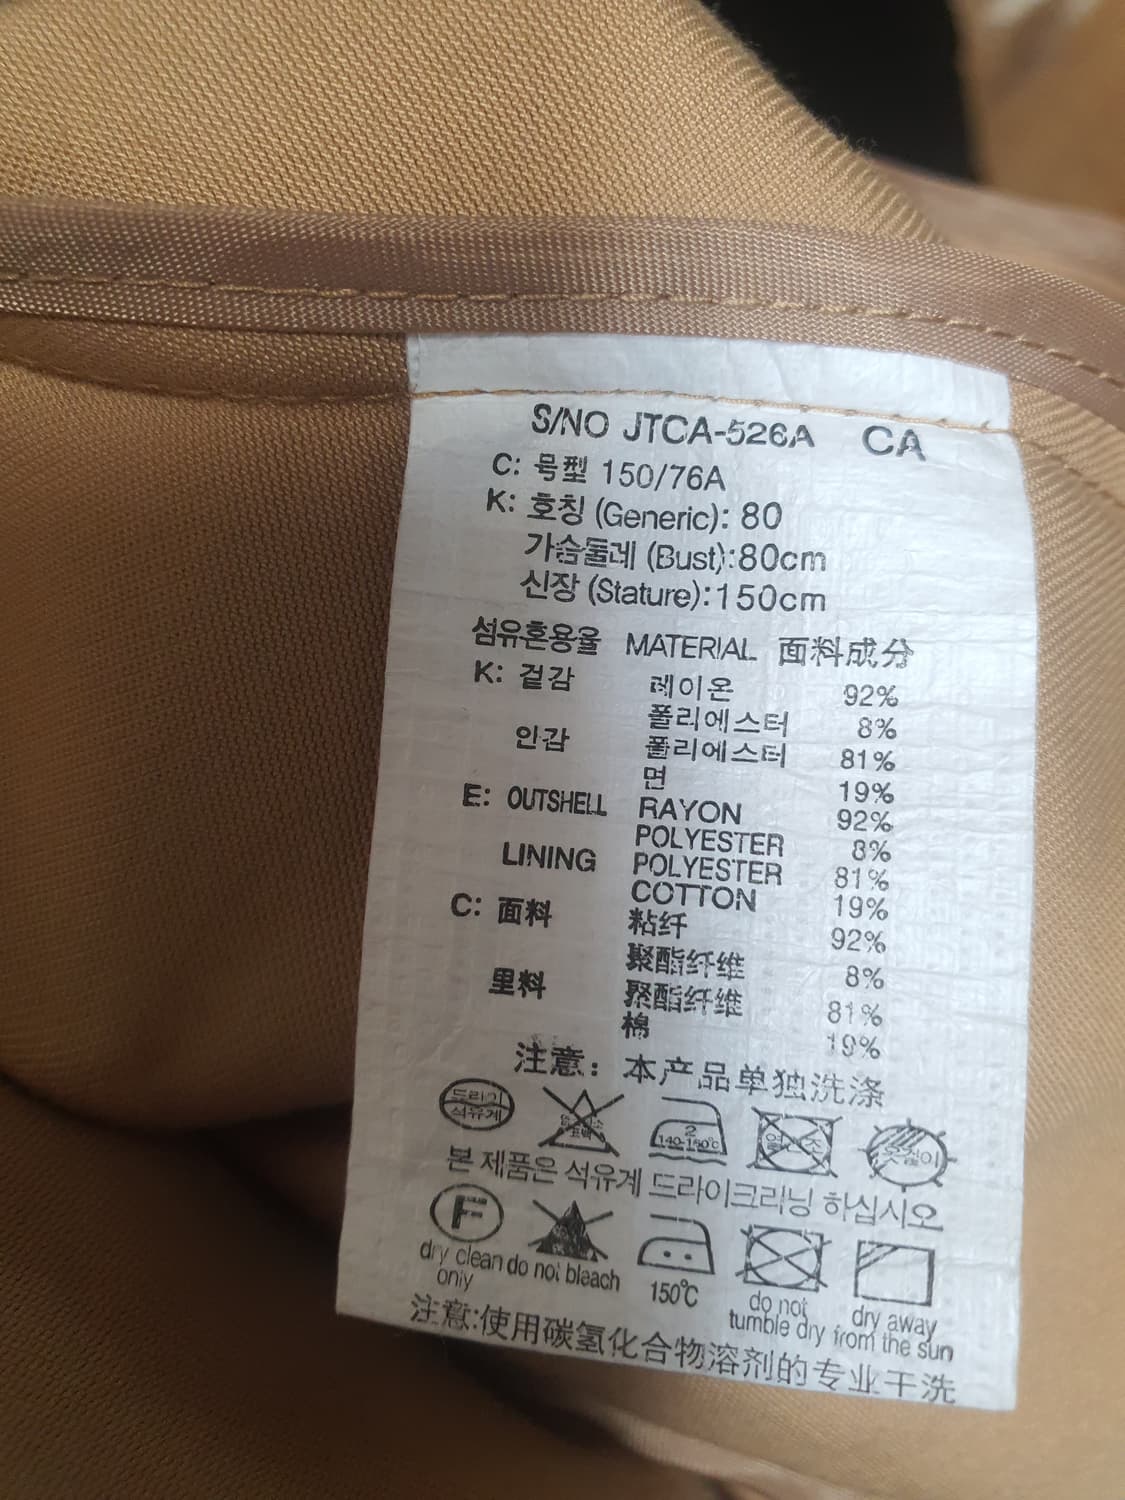 S/NO JTCA-526A CA
C: 号型 150/76A
K: 호칭 (Generic): 80
가슴둘레 (Bust):80cm
신장 (Stature):150cm
섬유혼용율 MATERIAL 面料成分
K: 겉감 레이온 92%
폴리에스터 8%
인감 폴리에스터 81%
면 19%
E: OUTSHELL RAYON 92%
POLYESTER 8%
LINING POLYESTER 81%
COTTON 19%
C: 面料 粘纤 92%
聚酯纤维 8%
里料 聚酯纤维 81%
棉 19%
注意: 本产品单独洗涤
드라이
석유계
표백
2
옷걸이
본 제품은 석유계 드라이크리닝 하십시오
F
dry clean only
do not bleach
150℃
do not tumble dry
dry away from the sun
注意:使用碳氢化合物溶剂的专业干洗